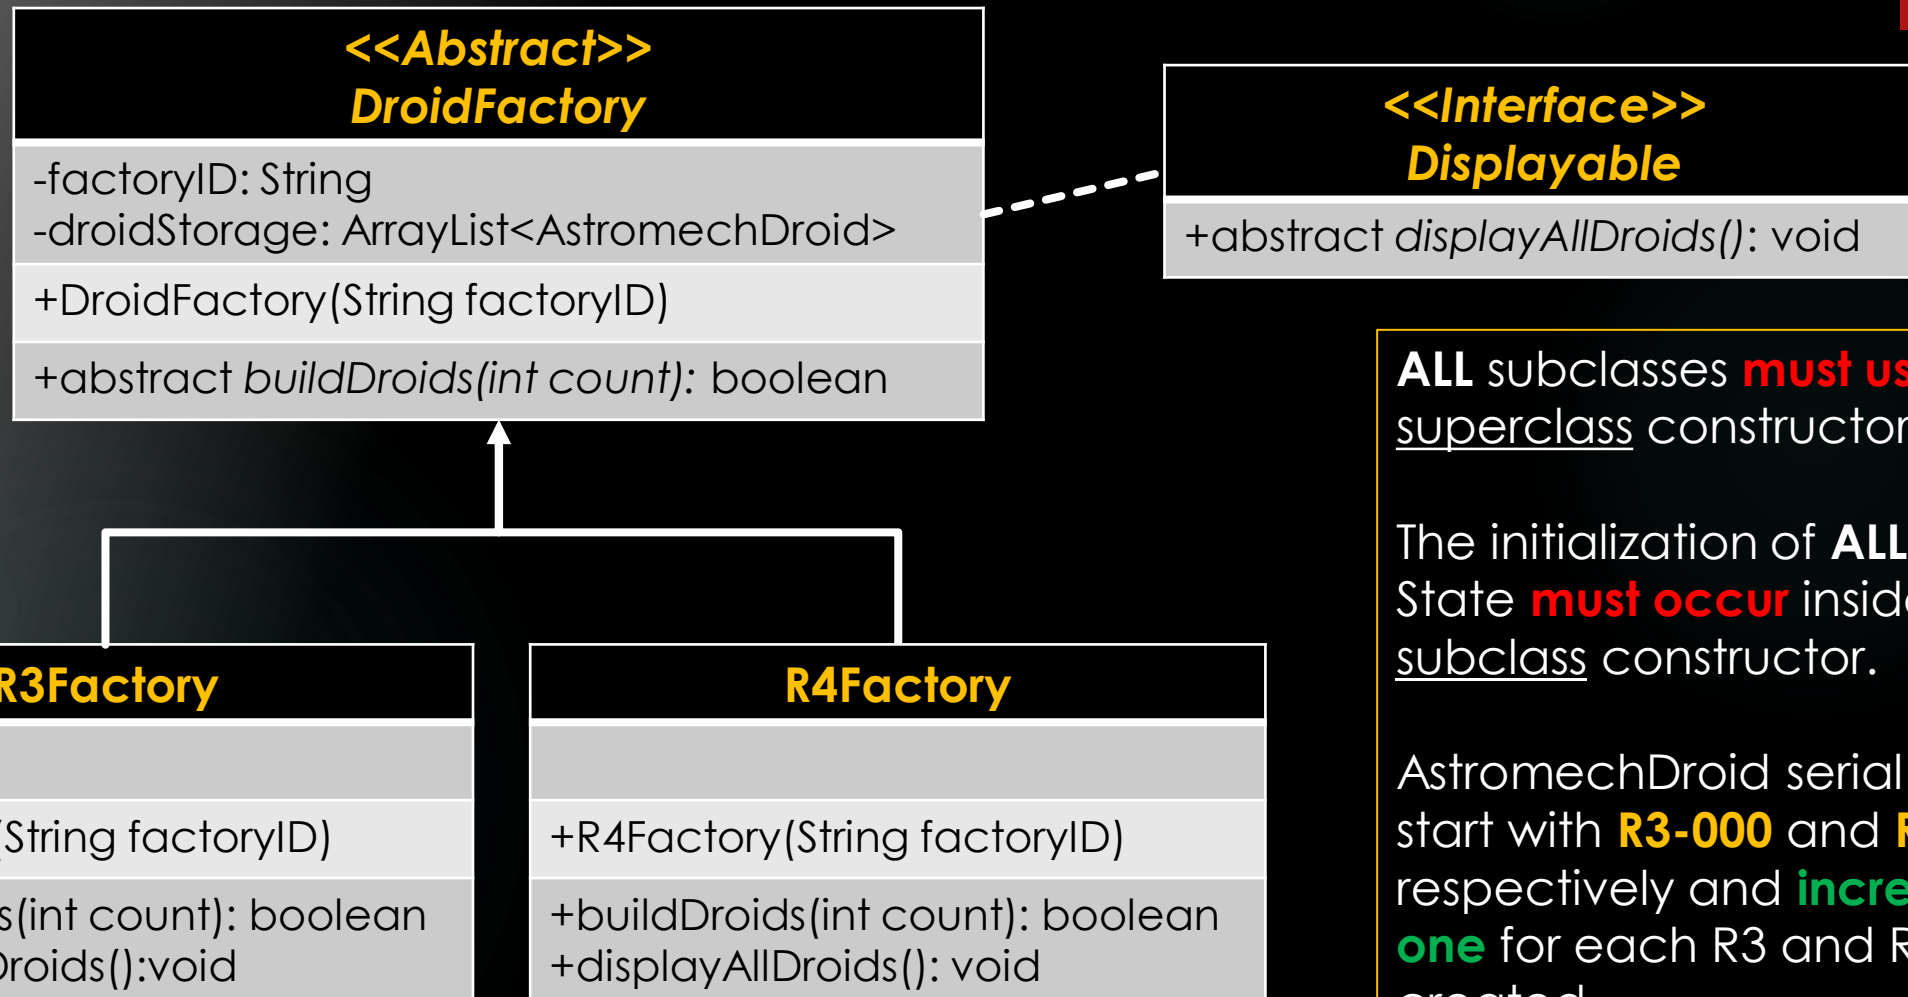 <<Abstract>>
DroidFactory
-factoryID: String
-droidStorage: ArrayList<AstromechDroid>
+DroidFactory(String factoryID)
+abstract buildDroids(int count): boolean
<<Interface>>
Displayable
+abstract displayAllDroids(): void
R3Factory
(String factoryID)
s(int count): boolean
Droids():void
R4Factory
+R4Factory(String factoryID)
+buildDroids(int count): boolean
+displayAllDroids(): void
ALL subclasses must us
superclass constructor
The initialization of ALL
State must occur inside
subclass constructor.
AstromechDroid serial
start with R3-000 and
respectively and incre
one for each R3 and R